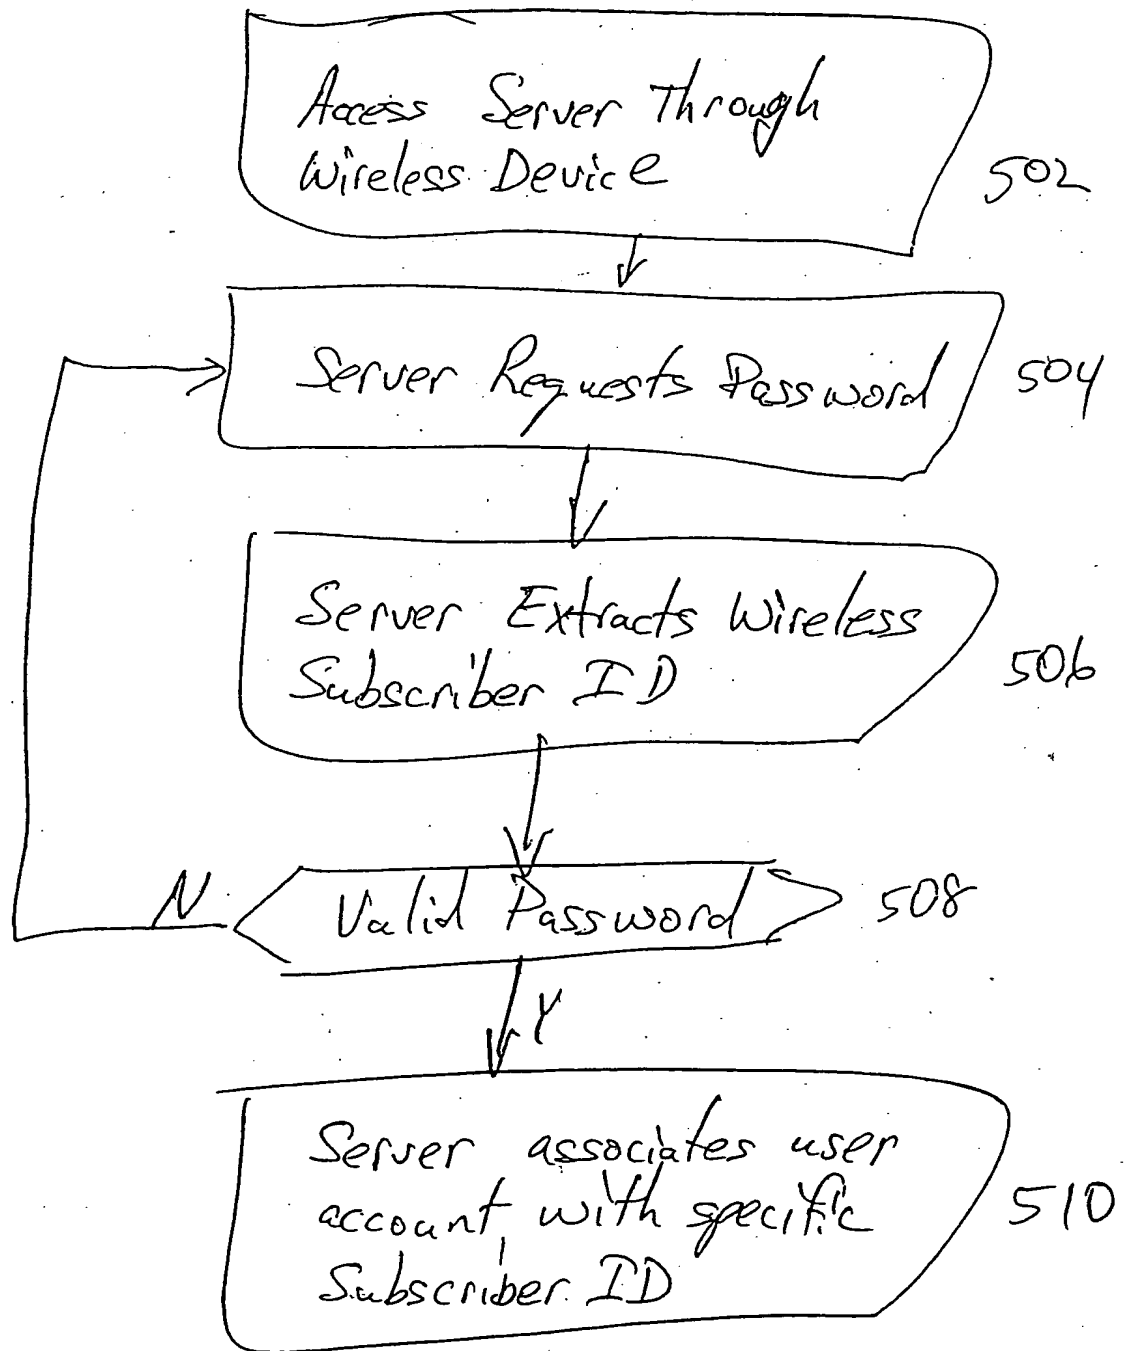 Access Server Through
Wireless Device
502
Server Requests Password
504
Server Extracts Wireless
Subscriber ID
506
Valid Password
508
N
Y
Server associates user
account, with specific
Subscriber ID
510